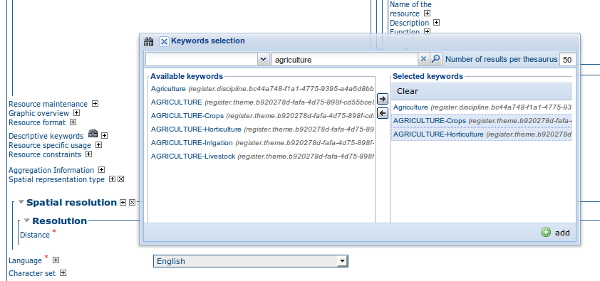 Name of the
resource
Description
Function
Keywords selection
agriculture
Number of results per thesaurus 50
Available keywords
Agriculture (register.discipline.bc44a748-f1a1-4775-9395-a4a6d8bb
AGRICULTURE (register.theme.b920278d-fafa-4d75-898f-cd55bce
AGRICULTURE-Crops (register.theme.b920278d-fafa-4d75-898f-cd
AGRICULTURE-Horticulture (register.theme.b920278d-fafa-4d75-89
AGRICULTURE-Irrigation (register.theme.b920278d-fafa-4d75-898f-
AGRICULTURE-Livestock (register.theme.b920278d-fafa-4d75-898f-
Selected keywords
Clear
Agriculture (register.discipline.bc44a748-f1a1-4775-93
AGRICULTURE-Crops (register.theme.b920278d-fafa-4
AGRICULTURE-Horticulture (register.theme.b920278d
add
Resource maintenance
Graphic overview
Resource format
Descriptive keywords
Resource specific usage
Resource constraints
Aggregation Information
Spatial representation type
Spatial resolution
Resolution
Distance *
Language *
English
Character set